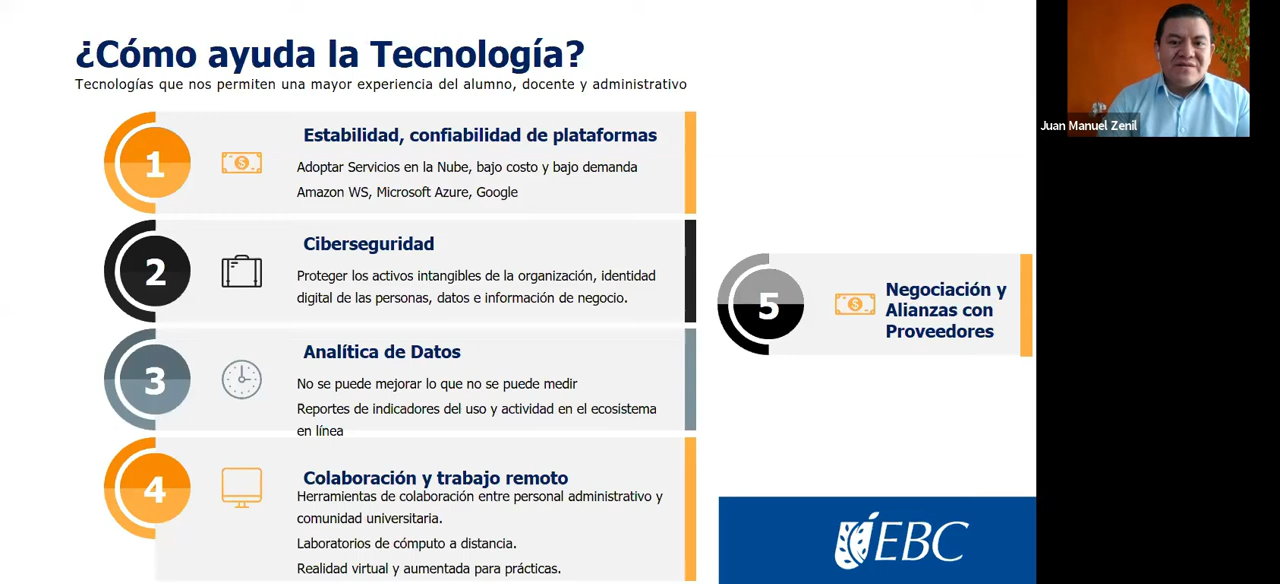 ¿Cómo ayuda la Tecnología?
Tecnologías que nos permiten una mayor experiencia del alumno, docente y administrativo
1
Estabilidad, confiabilidad de plataformas
Adoptar Servicios en la Nube, bajo costo y bajo demanda
Amazon WS, Microsoft Azure, Google
2
Ciberseguridad
Proteger los activos intangibles de la organización, identidad
digital de las personas, datos e información de negocio.
3
Analítica de Datos
No se puede mejorar lo que no se puede medir
Reportes de indicadores del uso y actividad en el ecosistema
en línea
4
Colaboración y trabajo remoto
Herramientas de colaboración entre personal administrativo y
comunidad universitaria.
Laboratorios de cómputo a distancia.
Realidad virtual y aumentada para prácticas.
5
Negociación y
Alianzas con
Proveedores
EBC
Juan Manuel Zenil